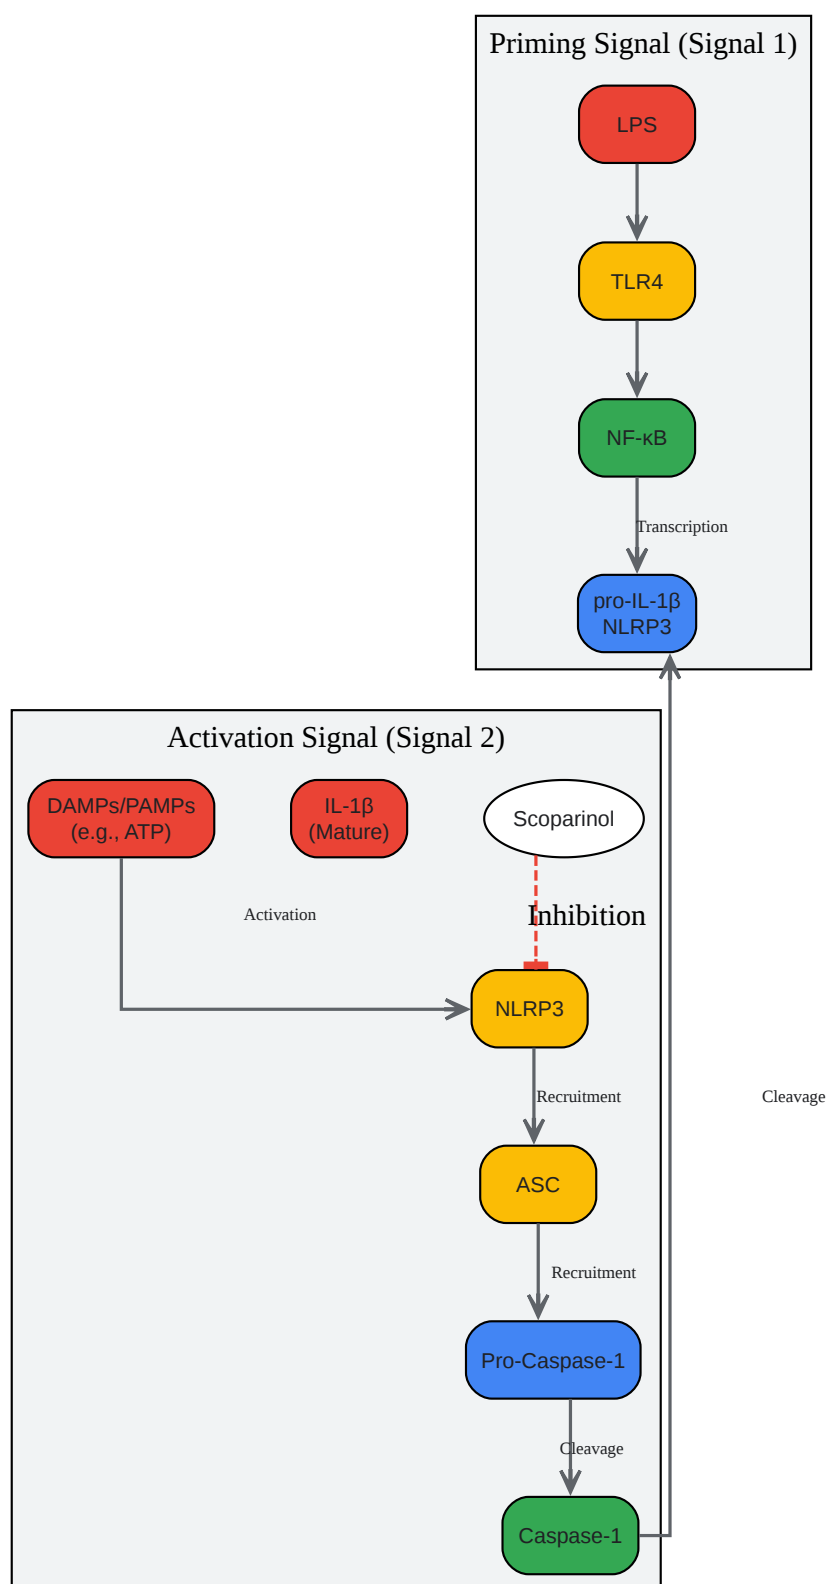 Priming Signal (Signal 1)
LPS
TLR4
NF-κB
Transcription
pro-IL-1β
NLRP3
Activation Signal (Signal 2)
DAMPs/PAMPs
(e.g., ATP)
IL-1β
(Mature)
Scoparinol
Activation
Inhibition
NLRP3
Recruitment
Cleavage
ASC
Recruitment
Pro-Caspase-1
Cleavage
Caspase-1